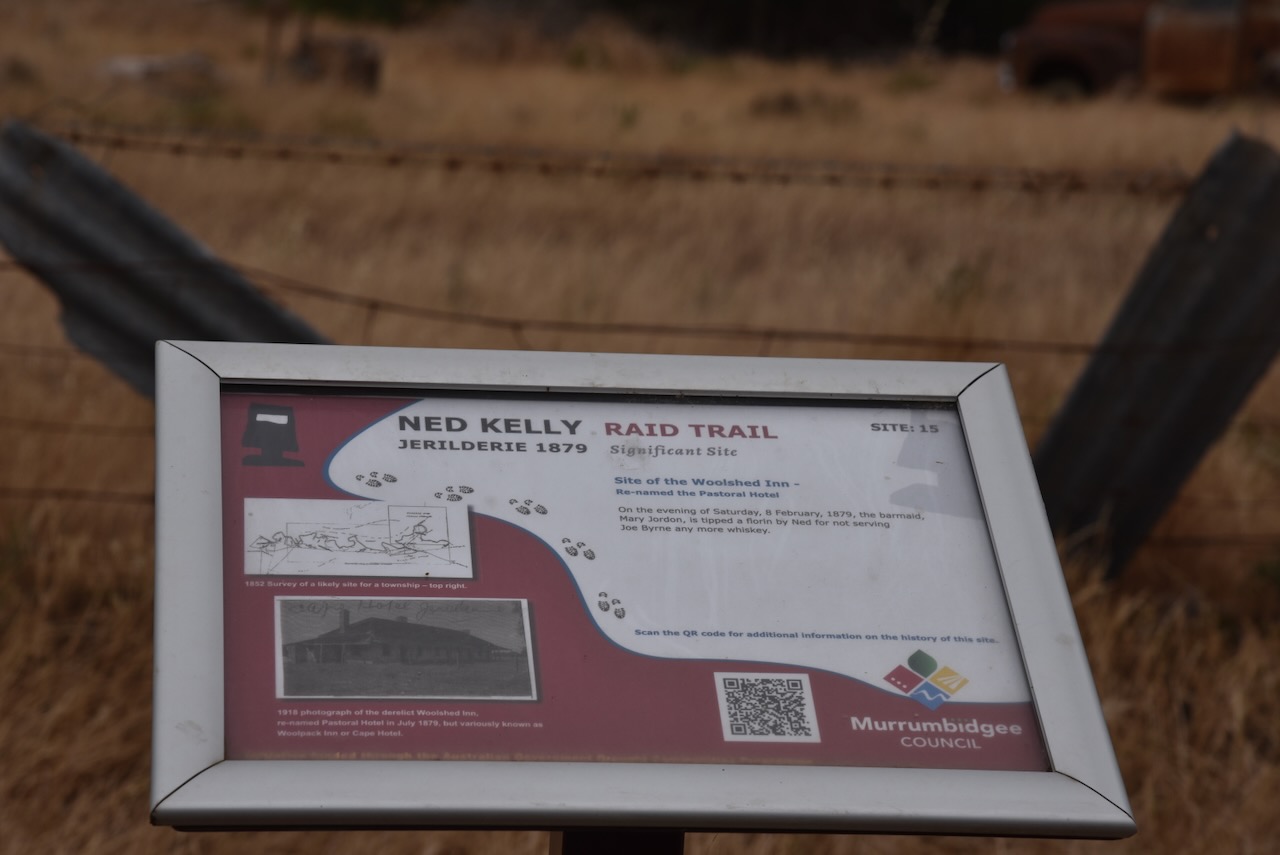 NED KELLY RAID TRAIL
JERILDERIE 1879 Significant Site
SITE: 15
Site of the Woolshed Inn -
Re-named the Pastoral Hotel
On the evening of Saturday, 8 February, 1879, the barmaid,
Mary Jordon, is tipped a florin by Ned for not serving
Joe Byrne any more whiskey.
1852 Survey of a likely site for a township – top right.
Scan the QR code for additional information on the history of this site.
1918 photograph of the derelict Woolshed Inn,
re-named Pastoral Hotel in July 1879, but variously known as
Woolpack Inn or Cape Hotel.
Murrumbidgee
COUNCIL